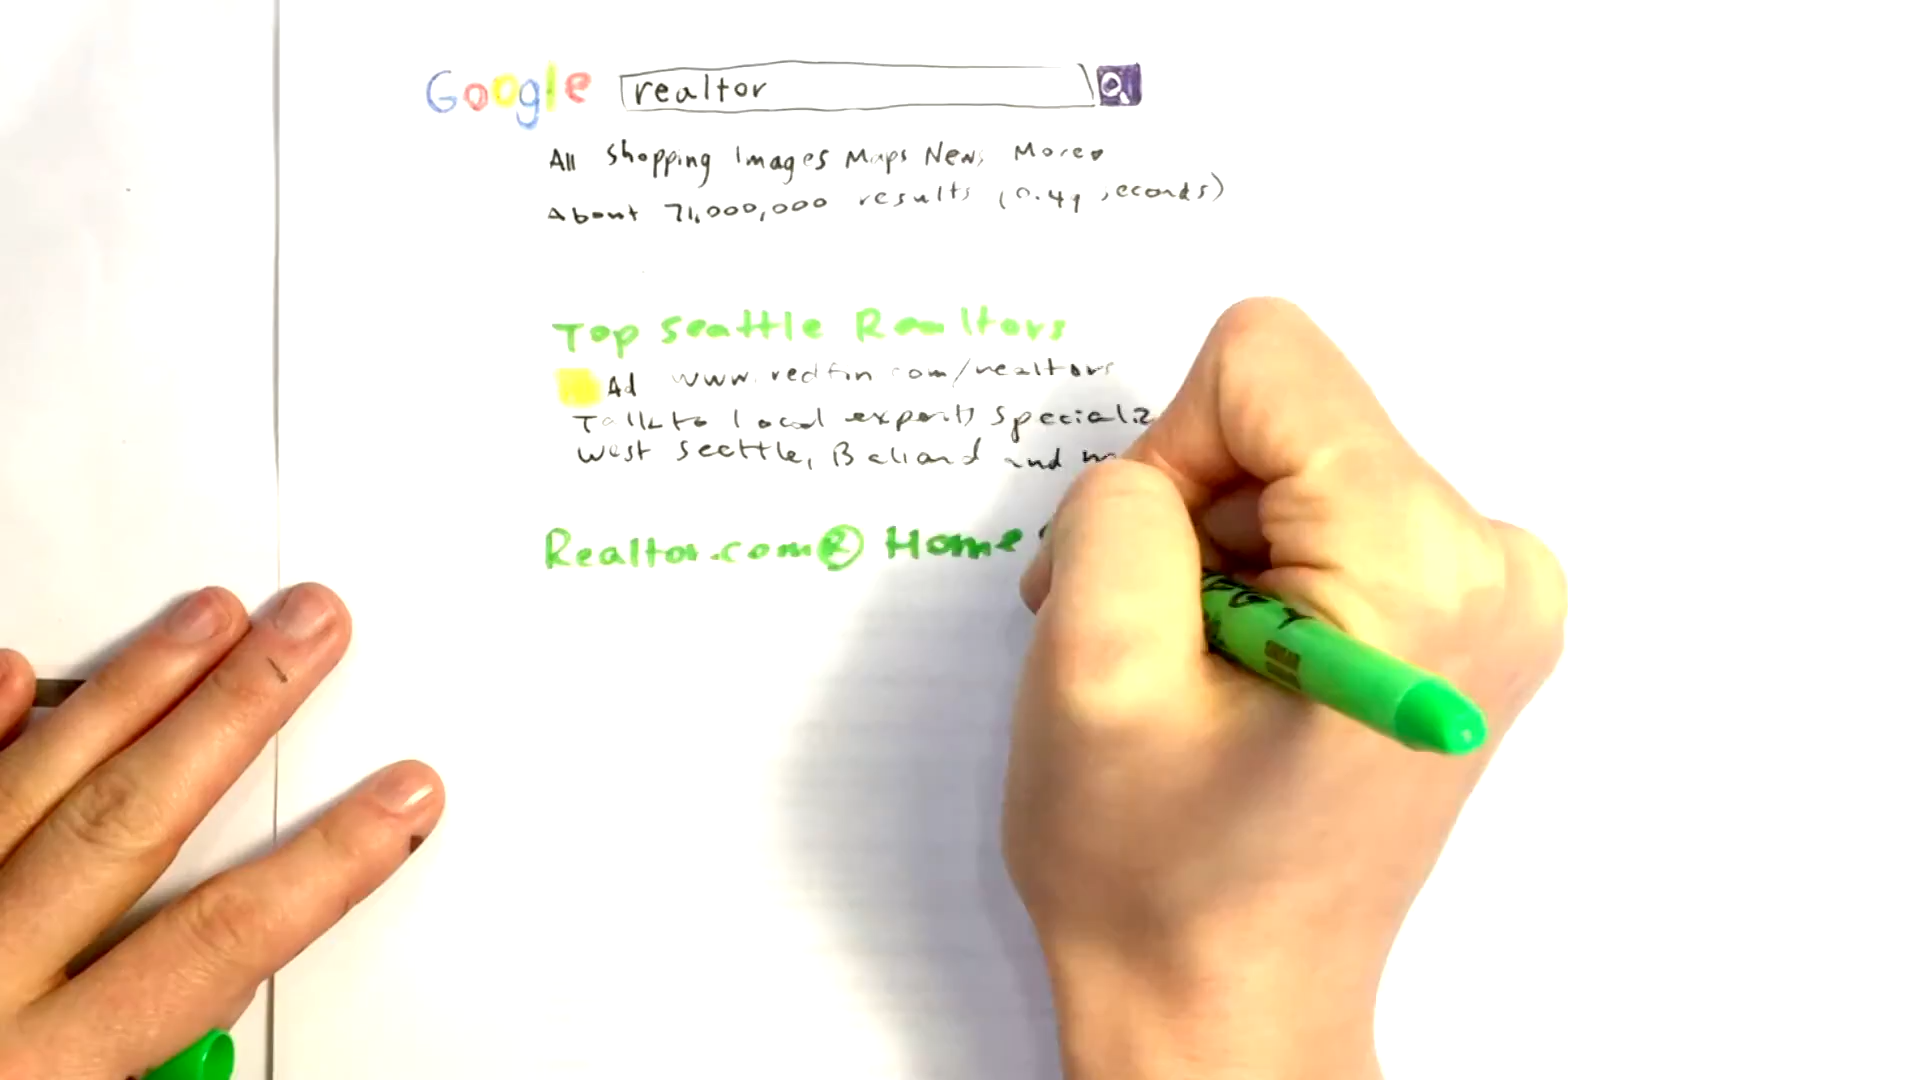 Google realtor
All Shopping Images Maps News More
About 71,000,000 results (0.49 seconds)
Top Seattle Realtors
Ad www.redfin.com/realtors
Talk to local experts
West Seattle, Ballard and
Realtor.com® Home